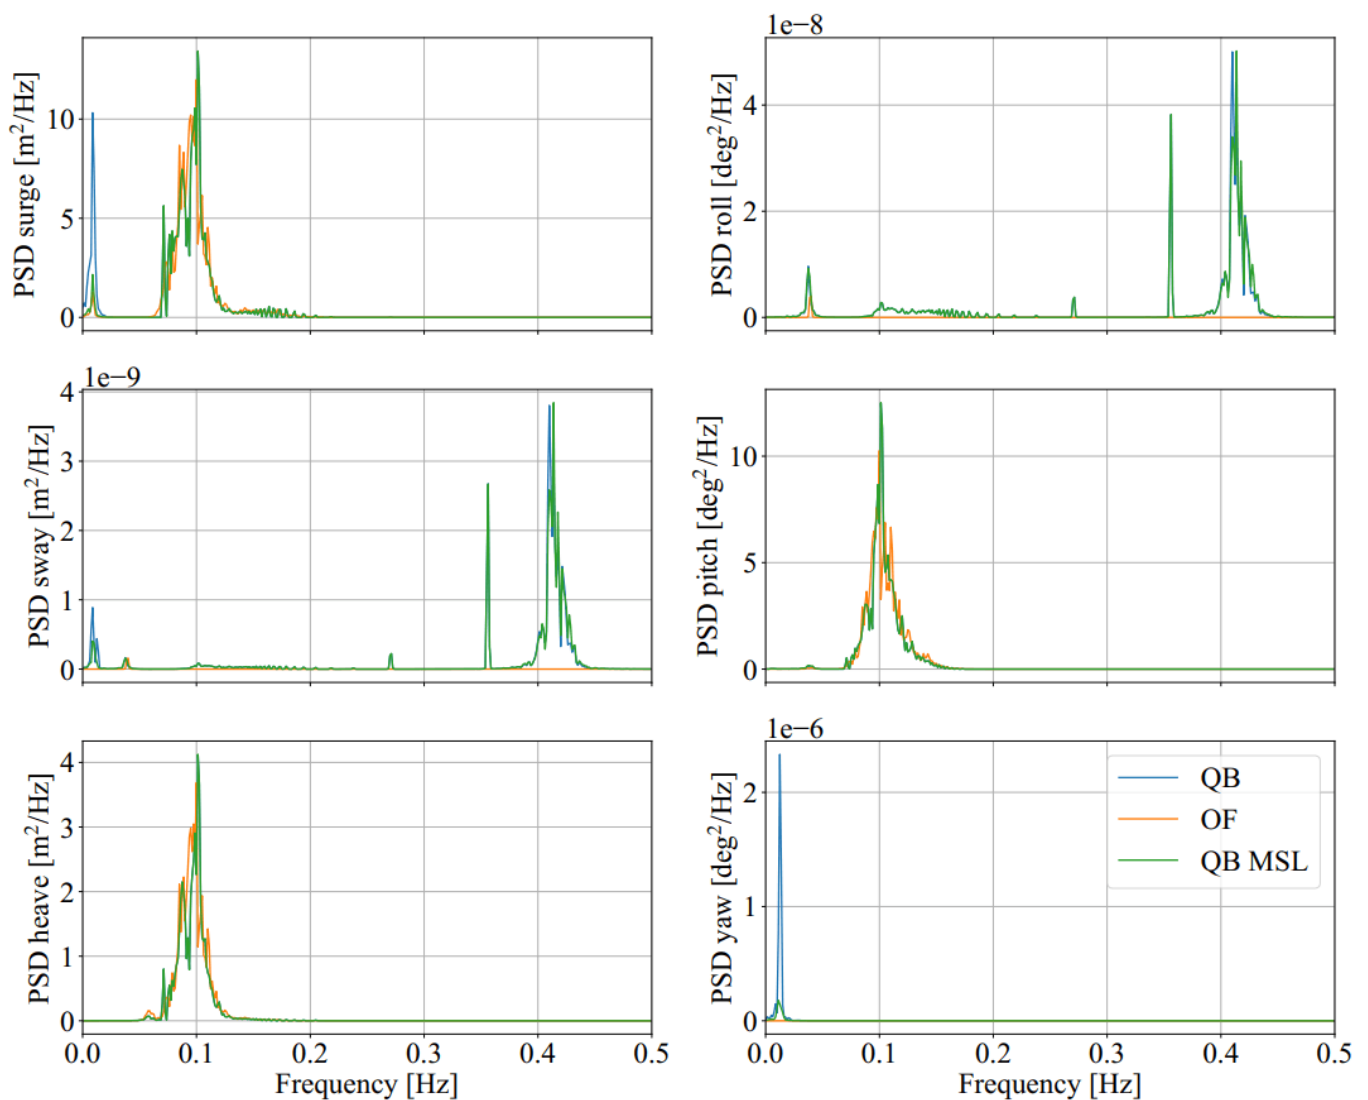 PSD surge [m²/Hz]
10
5
0
1e−8
PSD roll [deg²/Hz]
4
2
0
1e−9
PSD sway [m²/Hz]
4
3
2
1
0
PSD pitch [deg²/Hz]
10
5
0
PSD heave [m²/Hz]
4
3
2
1
0
0.0 0.1 0.2 0.3 0.4 0.5
Frequency [Hz]
1e−6
PSD yaw [deg²/Hz]
2
1
0
QB
OF
QB MSL
0.0 0.1 0.2 0.3 0.4 0.5
Frequency [Hz]